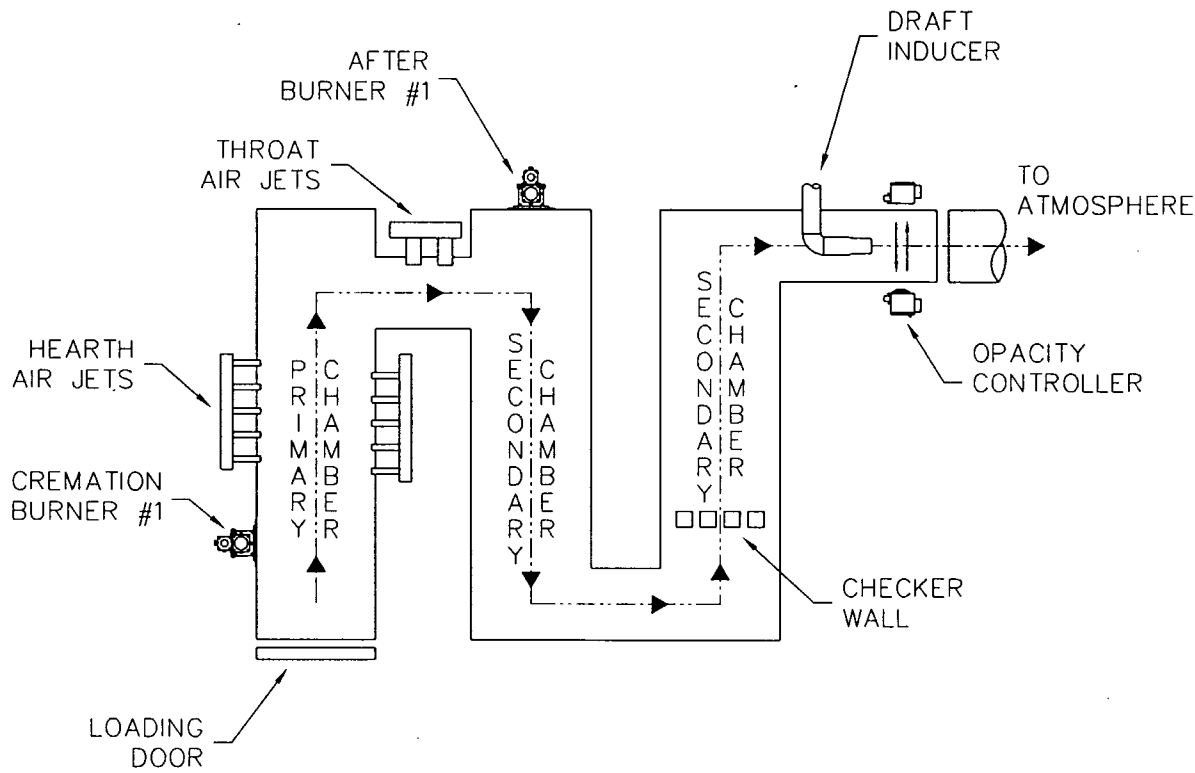 DRAFT
INDUCER
AFTER
BURNER #1
THROAT
AIR JETS
TO
ATMOSPHERE
HEARTH
AIR JETS
PRIMARY
CHAMBER
SECONDARY
CHAMBER
SECONDARY
CHAMBER
OPACITY
CONTROLLER
CREMATION
BURNER #1
CHECKER
WALL
LOADING
DOOR